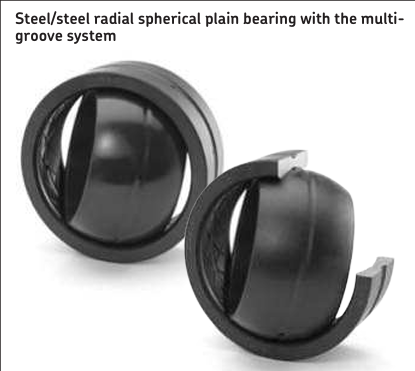 Steel/steel radial spherical plain bearing with the multi-
groove system